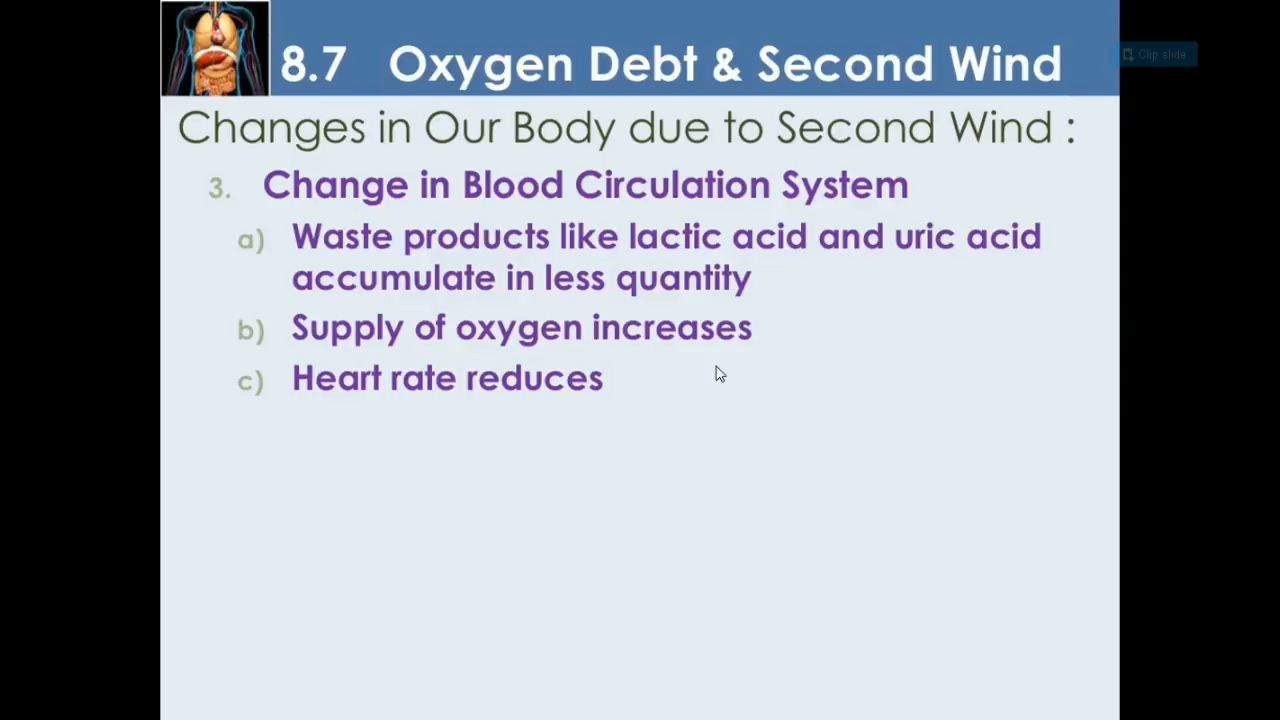 8.7 Oxygen Debt & Second Wind
Clip slide
Changes in Our Body due to Second Wind :
3. Change in Blood Circulation System
a) Waste products like lactic acid and uric acid
accumulate in less quantity
b) Supply of oxygen increases
c) Heart rate reduces